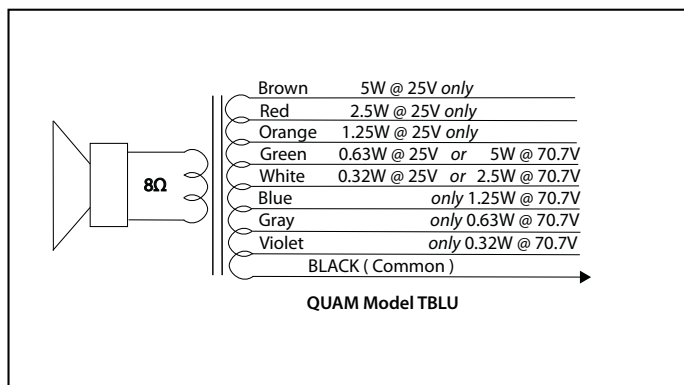 Brown 5W @ 25V only
Red 2.5W @ 25V only
Orange 1.25W @ 25V only
Green 0.63W @ 25V or 5W @ 70.7V
8Ω White 0.32W @ 25V or 2.5W @ 70.7V
Blue only 1.25W @ 70.7V
Gray only 0.63W @ 70.7V
Violet only 0.32W @ 70.7V
BLACK ( Common )
QUAM Model TBLU